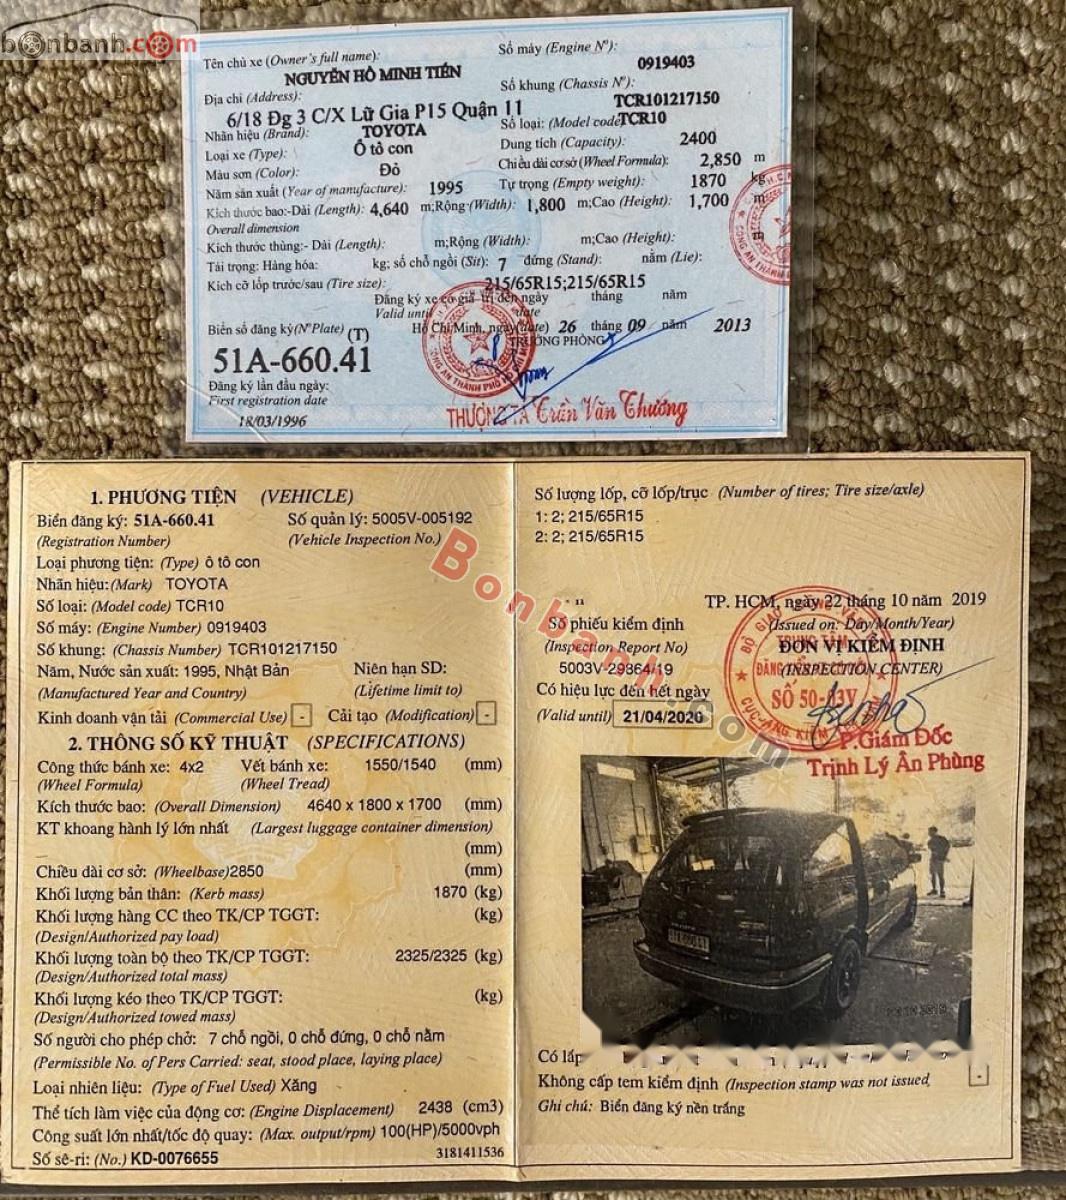 bonbanh.com
Tên chủ xe (Owner's full name):
NGUYỄN HỒ MINH TIẾN
Địa chỉ (Address):
6/18 Đg 3 C/X Lữ Gia P15 Quận 11
Nhãn hiệu (Brand): TOYOTA
Loại xe (Type): Ô tô con
Màu sơn (Color): Đỏ
Năm sản xuất (Year of manufacture): 1995
Số máy (Engine N°): 0919403
Số khung (Chassis N°): TCR101217150
Số loại: (Model code) TCR10
Dung tích (Capacity): 2400
Chiều dài cơ sở (Wheel Formula): 2,850 m
Tự trọng (Empty weight): 1870 kg
Kích thước bao:-Dài (Length): 4,640 m;Rộng (Width): 1,800 m;Cao (Height): 1,700 m
Overall dimension
Kích thước thùng:- Dài (Length): m;Rộng (Width): m;Cao (Height): m
Tải trọng: Hàng hóa: kg; số chỗ ngồi (Sit): 7 đứng (Stand): nằm (Lie):
Kích cỡ lốp trước/sau (Tire size): 215/65R15;215/65R15
Đăng ký xe có giá trị đến ngày tháng năm
Valid until date
Biển số đăng ký(N°Plate) (T)
Hồ Chí Minh, ngày(date) 26 tháng 09 năm 2013
TRƯỞNG PHÒNG
51A-660.41
Đăng ký lần đầu ngày:
First registration date
18/03/1996
THƯỢNG TÁ Trần Văn Thương
1. PHƯƠNG TIỆN (VEHICLE)
Biển đăng ký: 51A-660.41 Số quản lý: 5005V-005192
(Registration Number) (Vehicle Inspection No.)
Loại phương tiện: (Type) ô tô con
Nhãn hiệu:(Mark) TOYOTA
Số loại: (Model code) TCR10
Số máy: (Engine Number) 0919403
Số khung: (Chassis Number) TCR101217150
Năm, Nước sản xuất: 1995, Nhật Bản Niên hạn SD:
(Manufactured Year and Country) (Lifetime limit to)
Kinh doanh vận tải (Commercial Use) - Cải tạo (Modification) -
2. THÔNG SỐ KỸ THUẬT (SPECIFICATIONS)
Công thức bánh xe: 4x2 Vết bánh xe: 1550/1540 (mm)
(Wheel Formula) (Wheel Tread)
Kích thước bao: (Overall Dimension) 4640 x 1800 x 1700 (mm)
KT khoang hành lý lớn nhất (Largest luggage container dimension)
(mm)
Chiều dài cơ sở: (Wheelbase)2850 (mm)
Khối lượng bản thân: (Kerb mass) 1870 (kg)
Khối lượng hàng CC theo TK/CP TGGT: (kg)
(Design/Authorized pay load)
Khối lượng toàn bộ theo TK/CP TGGT: 2325/2325 (kg)
(Design/Authorized total mass)
Khối lượng kéo theo TK/CP TGGT: (kg)
(Design/Authorized towed mass)
Số người cho phép chở: 7 chỗ ngồi, 0 chỗ đứng, 0 chỗ nằm
(Permissible No. of Pers Carried: seat, stood place, laying place)
Loại nhiên liệu: (Type of Fuel Used) Xăng
Thể tích làm việc của động cơ: (Engine Displacement) 2438 (cm3)
Công suất lớn nhất/tốc độ quay: (Max. output/rpm) 100(HP)/5000vph
Số sê-ri: (No.) KD-0076655 3181411536
Số lượng lốp, cỡ lốp/trục (Number of tires; Tire size/axle)
1: 2; 215/65R15
2: 2; 215/65R15
TP. HCM, ngày 22 tháng 10 năm 2019
(Issued on: Day/Month/Year)
Số phiếu kiểm định ĐƠN VỊ KIỂM ĐỊNH
(Inspection Report No) (INSPECTION CENTER)
5003V-29864/19
SỐ 50-03V
Có hiệu lực đến hết ngày
(Valid until) 21/04/2020
P.Giám Đốc
Trịnh Lý Ân Phùng
Bonbanh.com
Có lắp
Không cấp tem kiểm định (Inspection stamp was not issued) -
Ghi chú: Biển đăng ký nền trắng